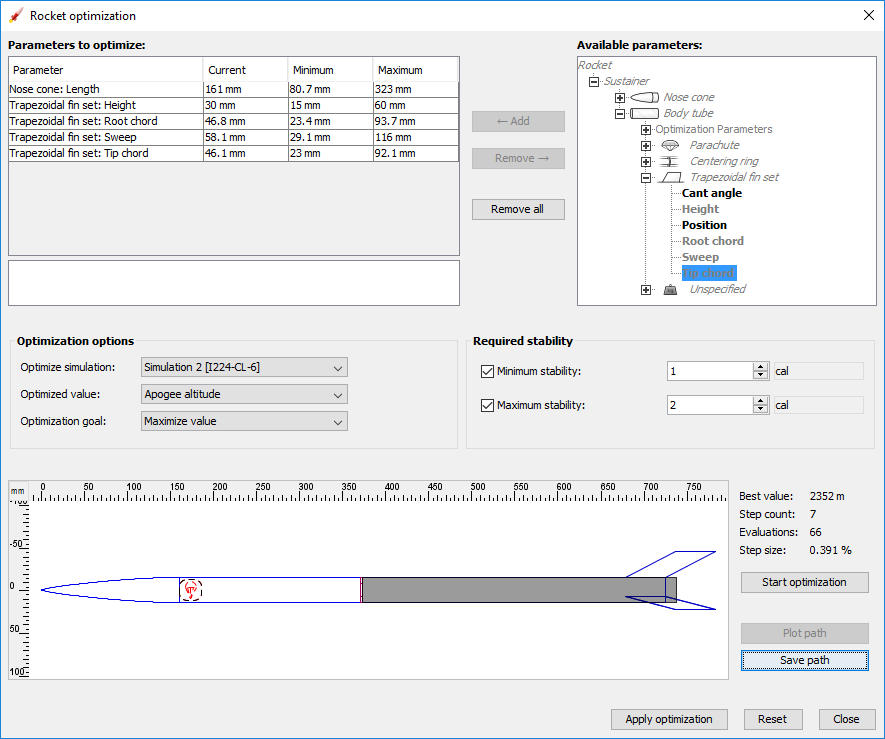 Rocket optimization
Parameters to optimize:
Parameter Current Minimum Maximum
Nose cone: Length 161 mm 80.7 mm 323 mm
Trapezoidal fin set: Height 30 mm 15 mm 60 mm
Trapezoidal fin set: Root chord 46.8 mm 23.4 mm 93.7 mm
Trapezoidal fin set: Sweep 58.1 mm 29.1 mm 116 mm
Trapezoidal fin set: Tip chord 46.1 mm 23 mm 92.1 mm
← Add
Remove →
Remove all
Available parameters:
Rocket
Sustainer
Nose cone
Body tube
Optimization Parameters
Parachute
Centering ring
Trapezoidal fin set
Cant angle
Height
Position
Root chord
Sweep
Tip chord
Unspecified
Optimization options
Optimize simulation: Simulation 2 [I224-CL-6]
Optimized value: Apogee altitude
Optimization goal: Maximize value
Required stability
Minimum stability: 1 cal
Maximum stability: 2 cal
mm 0 50 100 150 200 250 300 350 400 450 500 550 600 650 700 750
-100
-50
0
50
100
Best value: 2352 m
Step count: 7
Evaluations: 66
Step size: 0.391 %
Start optimization
Plot path
Save path
Apply optimization Reset Close